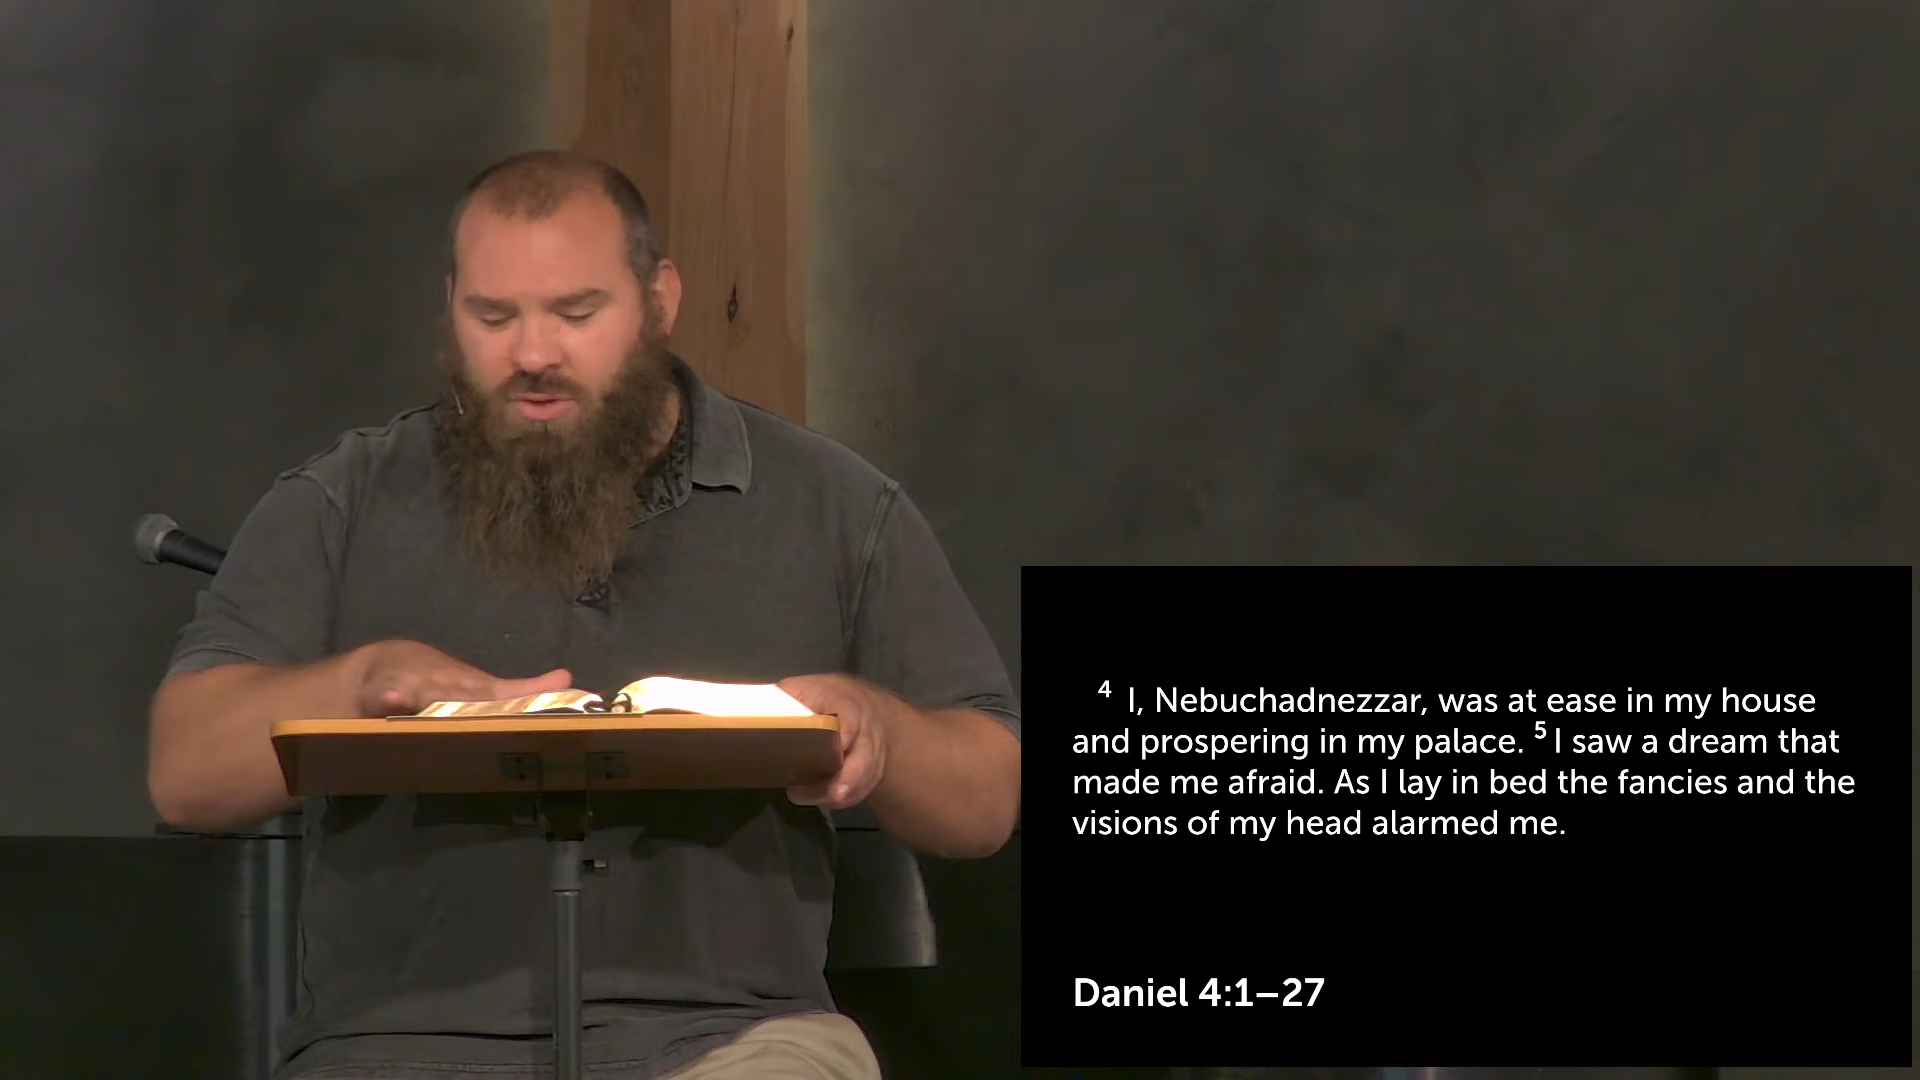 4 I, Nebuchadnezzar, was at ease in my house
and prospering in my palace. 5 I saw a dream that
made me afraid. As I lay in bed the fancies and the
visions of my head alarmed me.
Daniel 4:1–27